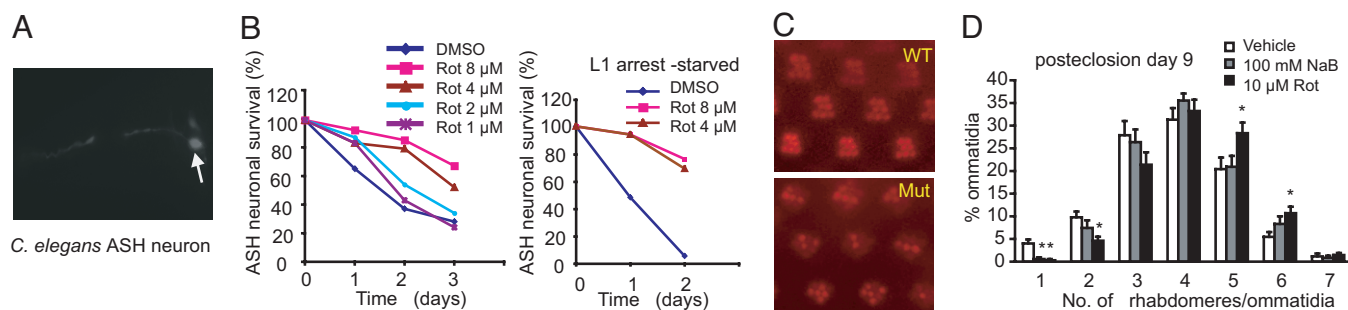 A
C. elegans ASH neuron
B
DMSO
Rot 8 µM
Rot 4 µM
Rot 2 µM
Rot 1 µM
ASH neuronal survival (%)
120
100
80
60
40
20
0
0 1 2 3
Time (days)
L1 arrest -starved
DMSO
Rot 8 µM
Rot 4 µM
ASH neuronal survival (%)
120
100
80
60
40
20
0
0 1 2
Time (days)
C
WT
Mut
D
Vehicle
100 mM NaB
10 µM Rot
posteclosion day 9
% ommatidia
40
35
30
25
20
15
10
5
0
** * * *
1 2 3 4 5 6 7
No. of rhabdomeres/ommatidia